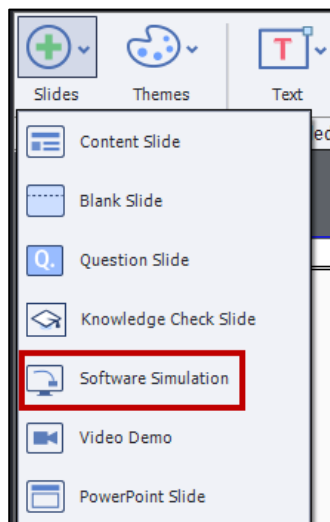 Slides Themes Text
Content Slide
Blank Slide
Q. Question Slide
Knowledge Check Slide
Software Simulation
Video Demo
PowerPoint Slide